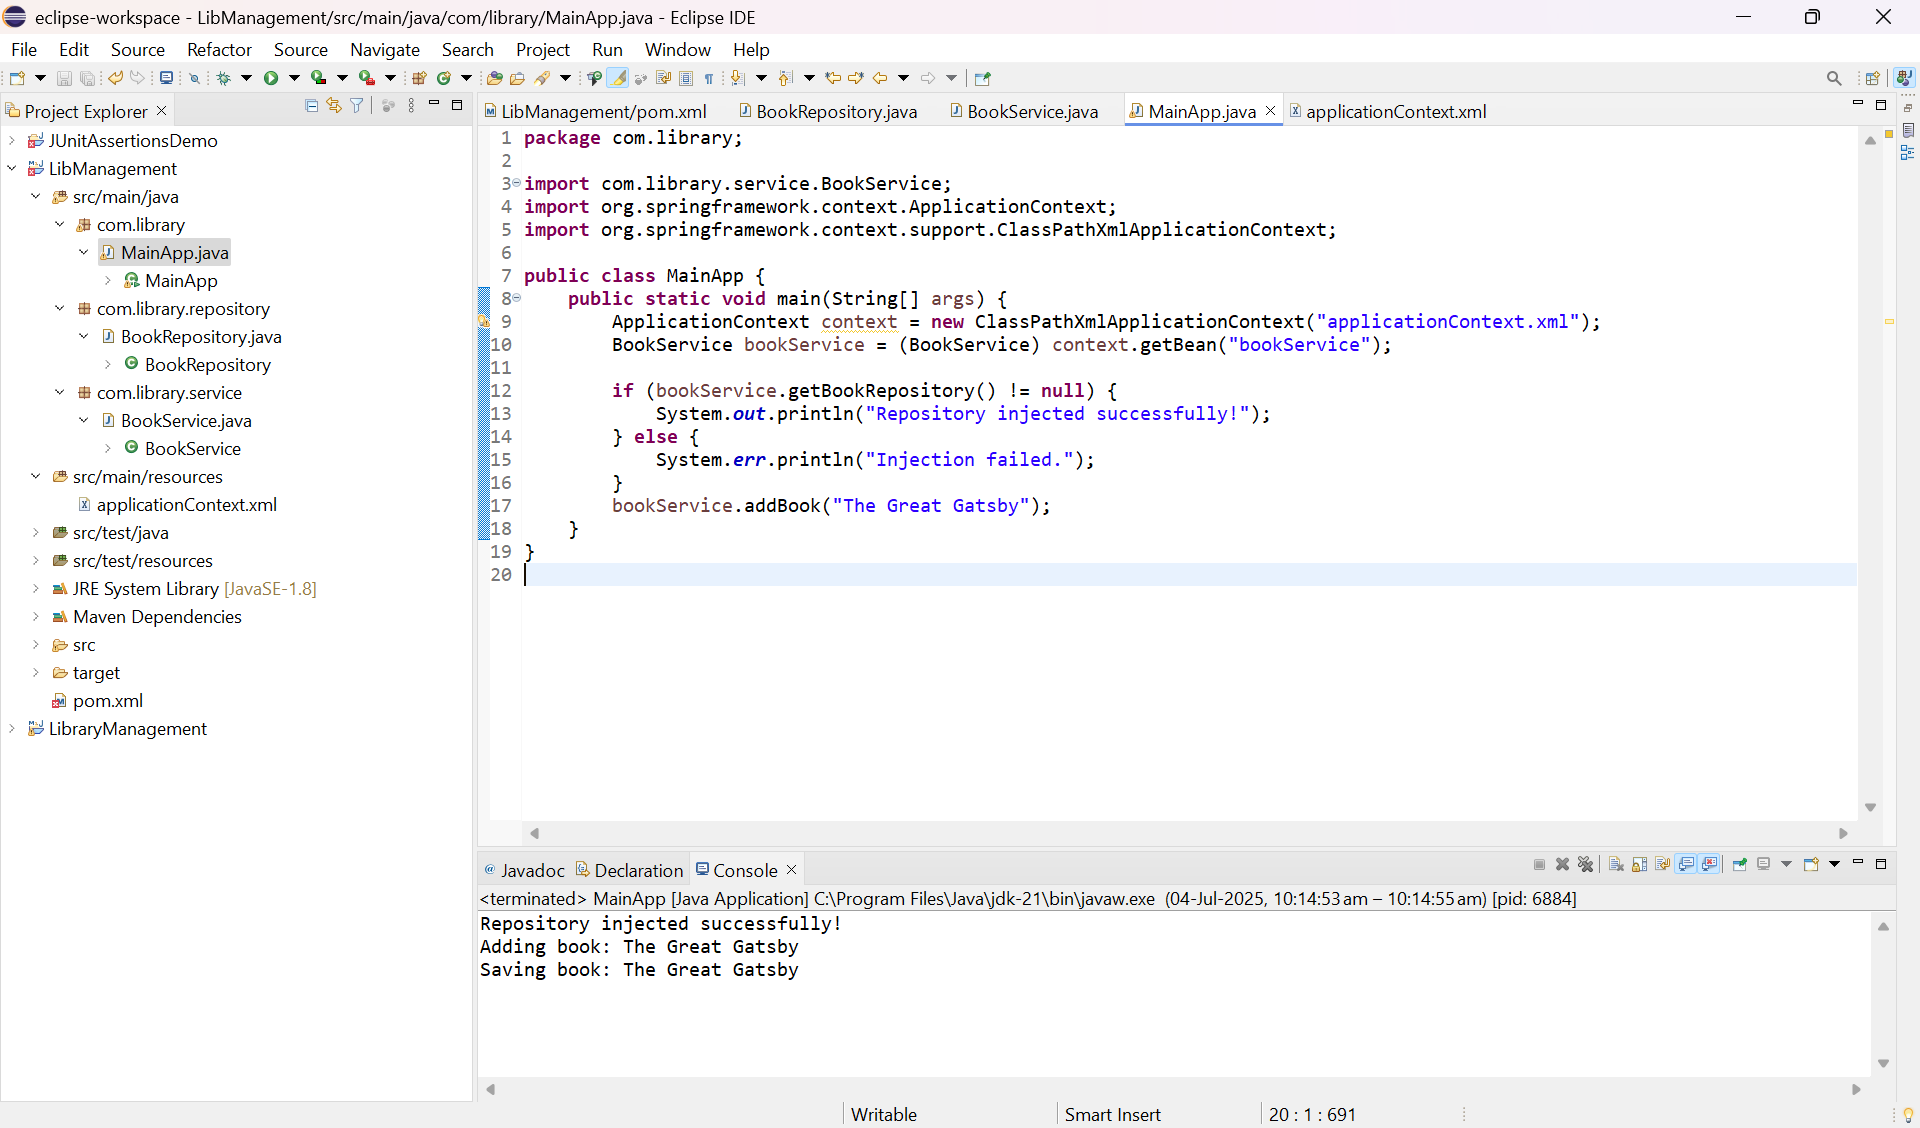 eclipse-workspace - LibManagement/src/main/java/com/library/MainApp.java - Eclipse IDE
File Edit Source Refactor Source Navigate Search Project Run Window Help
Project Explorer
JUnitAssertionsDemo
LibManagement
src/main/java
com.library
MainApp.java
MainApp
com.library.repository
BookRepository.java
BookRepository
com.library.service
BookService.java
BookService
src/main/resources
applicationContext.xml
src/test/java
src/test/resources
JRE System Library [JavaSE-1.8]
Maven Dependencies
src
target
pom.xml
LibraryManagement
LibManagement/pom.xml BookRepository.java BookService.java MainApp.java applicationContext.xml
1 package com.library;
2
3 import com.library.service.BookService;
4 import org.springframework.context.ApplicationContext;
5 import org.springframework.context.support.ClassPathXmlApplicationContext;
6
7 public class MainApp {
8     public static void main(String[] args) {
9         ApplicationContext context = new ClassPathXmlApplicationContext("applicationContext.xml");
10         BookService bookService = (BookService) context.getBean("bookService");
11
12         if (bookService.getBookRepository() != null) {
13             System.out.println("Repository injected successfully!");
14         } else {
15             System.err.println("Injection failed.");
16         }
17         bookService.addBook("The Great Gatsby");
18     }
19 }
20
Javadoc Declaration Console
<terminated> MainApp [Java Application] C:\Program Files\Java\jdk-21\bin\javaw.exe (04-Jul-2025, 10:14:53 am – 10:14:55 am) [pid: 6884]
Repository injected successfully!
Adding book: The Great Gatsby
Saving book: The Great Gatsby
Writable Smart Insert 20 : 1 : 691